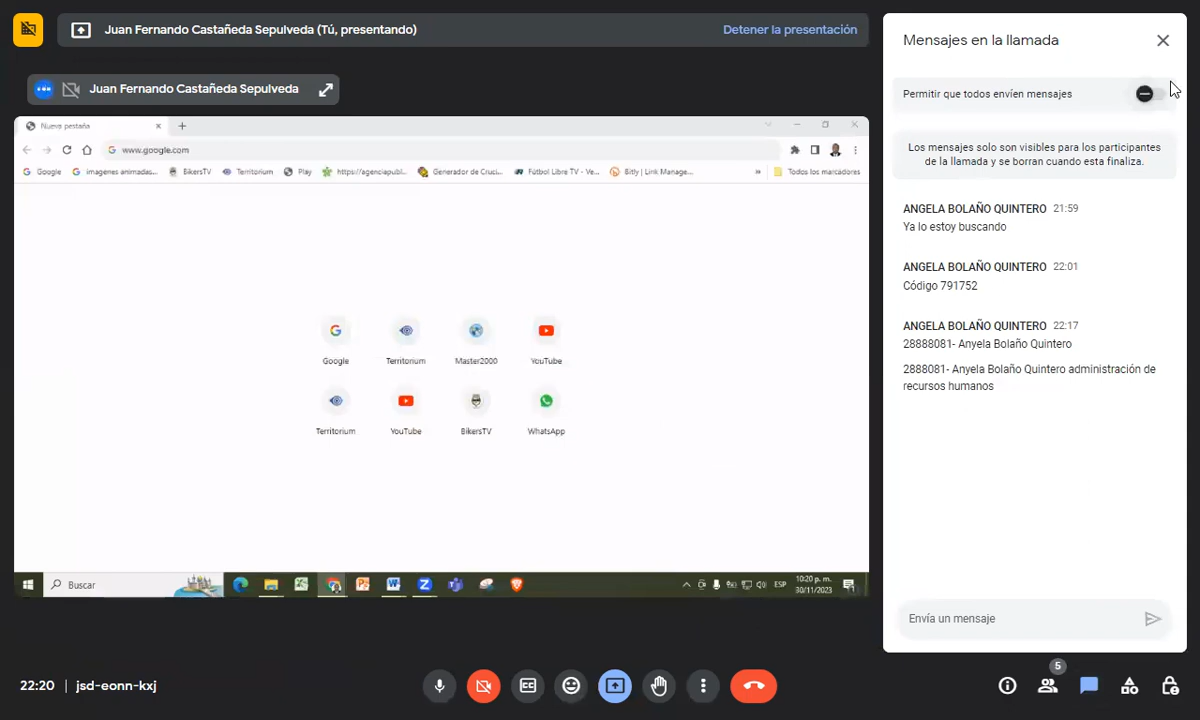 Juan Fernando Castañeda Sepulveda (Tú, presentando)
Detener la presentación
Juan Fernando Castañeda Sepulveda
Nueva pestaña
www.google.com
Google
imagenes animadas...
BikersTV
Territorium
Play
https://agenciapubl...
Generador de Cruci...
Fútbol Libre TV - Ve...
Bitly | Link Manage...
»
Todos los marcadores
Google
Territorium
Master2000
YouTube
Territorium
YouTube
BikersTV
WhatsApp
Buscar
ESP
10:20 p. m.
30/11/2023
Mensajes en la llamada
Permitir que todos envíen mensajes
Los mensajes solo son visibles para los participantes
de la llamada y se borran cuando esta finaliza.
ANGELA BOLAÑO QUINTERO 21:59
Ya lo estoy buscando
ANGELA BOLAÑO QUINTERO 22:01
Código 791752
ANGELA BOLAÑO QUINTERO 22:17
28888081- Anyela Bolaño Quintero
2888081- Anyela Bolaño Quintero administración de
recursos humanos
Envía un mensaje
22:20 | jsd-eonn-kxj
5